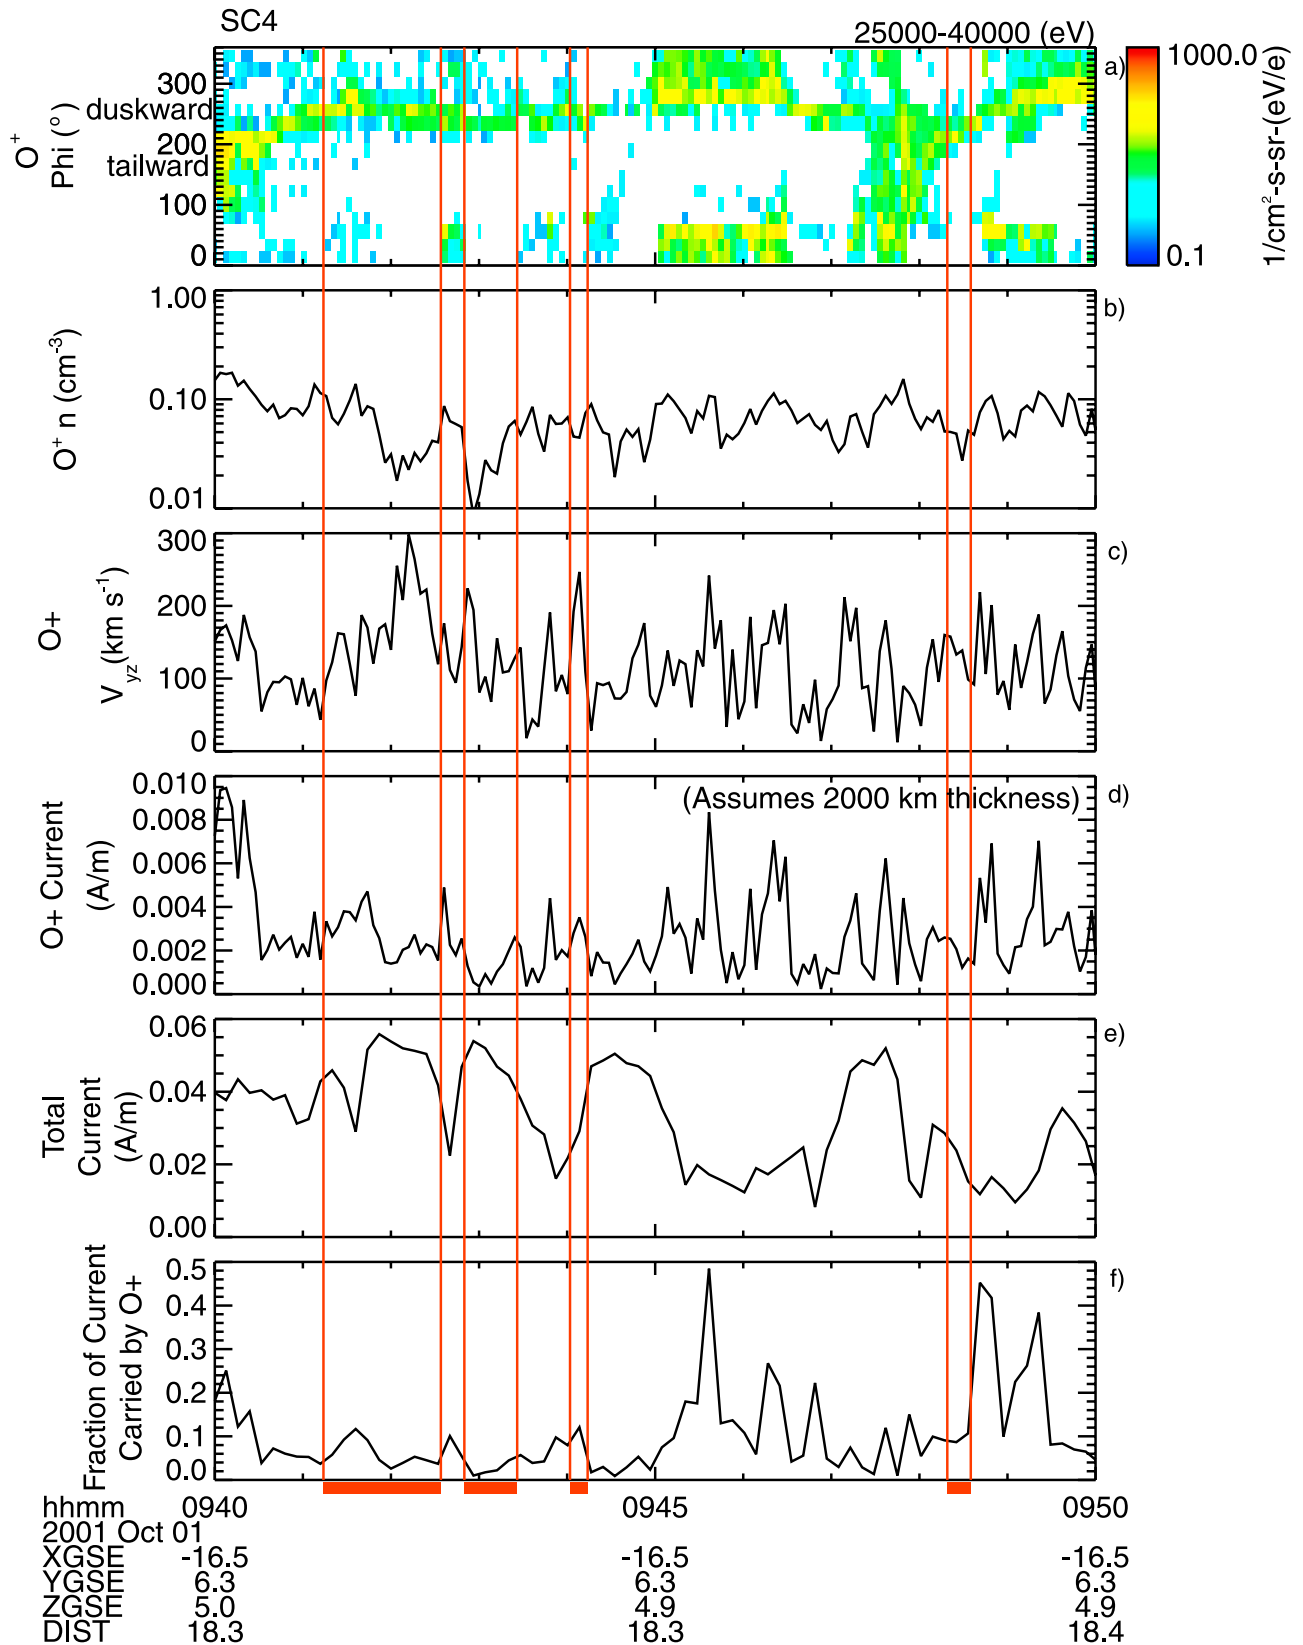 SC4
25000-40000 (eV)
a)
O+
Phi (°)
300
duskward
200
tailward
100
0
1000.0
0.1
1/cm²-s-sr-(eV/e)
b)
O+ n (cm-3)
1.00
0.10
0.01
c)
O+
Vyz(km s-1)
300
200
100
0
d)
(Assumes 2000 km thickness)
O+ Current
(A/m)
0.010
0.008
0.006
0.004
0.002
0.000
e)
Total
Current
(A/m)
0.06
0.04
0.02
0.00
f)
Fraction of Current
Carried by O+
0.5
0.4
0.3
0.2
0.1
0.0
hhmm 0940 0945 0950
2001 Oct 01
XGSE -16.5 -16.5 -16.5
YGSE 6.3 6.3 6.3
ZGSE 5.0 4.9 4.9
DIST 18.3 18.3 18.4